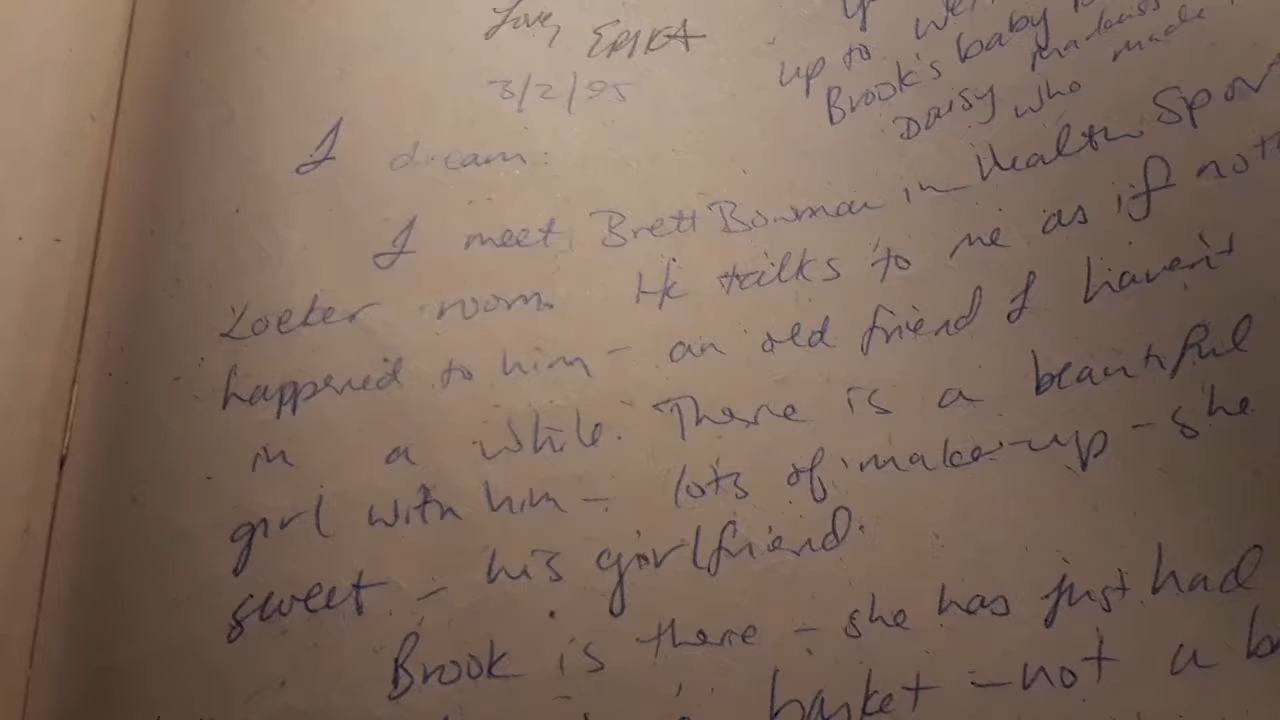 Love, ERIKA
3/2/95
up to
Brook's baby
Daisy who made
I dream:
I meet Brett Bowman in Health Spor
Locker room. He talks to me as if noth
happened to him – an old friend I haven't
in a while. There is a beautiful
girl with him – lots of make-up – she
sweet – his girlfriend.
Brook is there – she has just had
basket – not a b